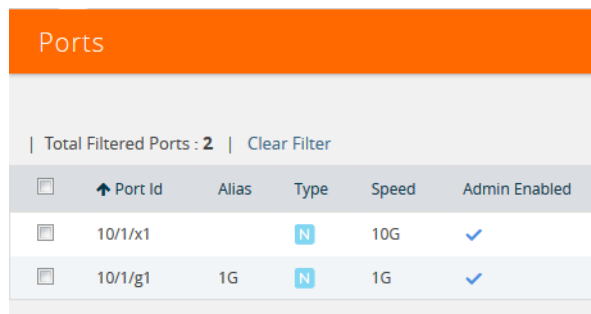 Ports
| Total Filtered Ports : 2 | Clear Filter
Port Id Alias Type Speed Admin Enabled
10/1/x1 N 10G
10/1/g1 1G N 1G